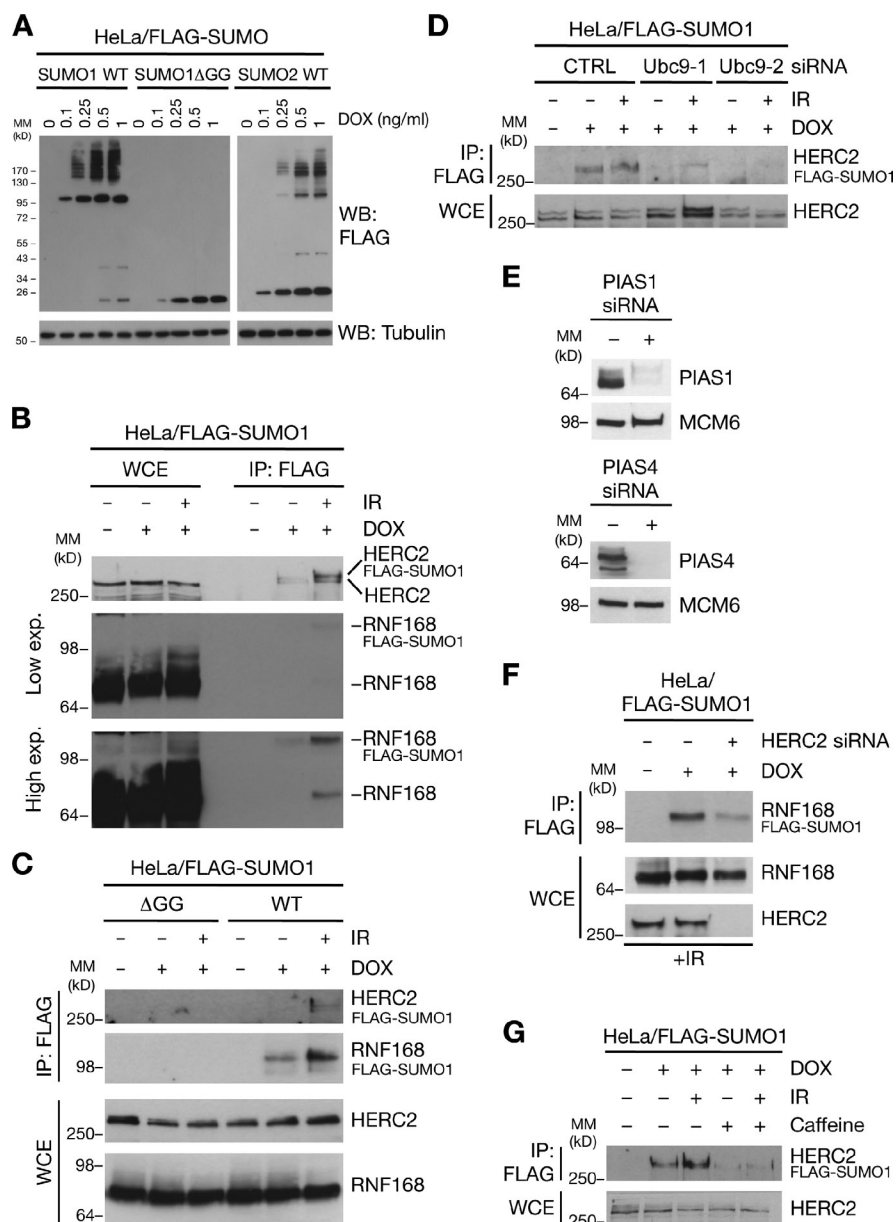 A
HeLa/FLAG-SUMO
SUMO1 WT SUMO1ΔGG SUMO2 WT
0 0.1 0.25 0.5 1 0 0.1 0.25 0.5 1 0 0.1 0.25 0.5 1 DOX (ng/ml)
MM
(kD)
170
130
95
72
55
43
34
26
WB:
FLAG
50
WB: Tubulin
B
HeLa/FLAG-SUMO1
WCE IP: FLAG
– – + – – + IR
– + + – + + DOX
MM
(kD)
250
HERC2
FLAG-SUMO1
HERC2
Low exp.
98
64
RNF168
FLAG-SUMO1
RNF168
High exp.
98
64
RNF168
FLAG-SUMO1
RNF168
C
HeLa/FLAG-SUMO1
ΔGG WT
– – + – – + IR
– + + – + + DOX
MM
(kD)
IP: FLAG
250
HERC2
FLAG-SUMO1
98
RNF168
FLAG-SUMO1
WCE
250
HERC2
98
64
RNF168
D
HeLa/FLAG-SUMO1
CTRL Ubc9-1 Ubc9-2 siRNA
– – + – + – + IR
– + + + + + + DOX
IP:
FLAG
250
HERC2
FLAG-SUMO1
WCE
250
HERC2
E
PIAS1
siRNA
MM
(kD)
– +
64
PIAS1
98
MCM6
PIAS4
siRNA
MM
(kD)
– +
64
PIAS4
98
MCM6
F
HeLa/
FLAG-SUMO1
– – + HERC2 siRNA
– + + DOX
MM
(kD)
IP:
FLAG
98
RNF168
FLAG-SUMO1
WCE
64
RNF168
250
HERC2
+IR
G
HeLa/FLAG-SUMO1
– + + + + DOX
– – + – + IR
– – – + + Caffeine
MM
(kD)
IP:
FLAG
250
HERC2
FLAG-SUMO1
WCE
250
HERC2